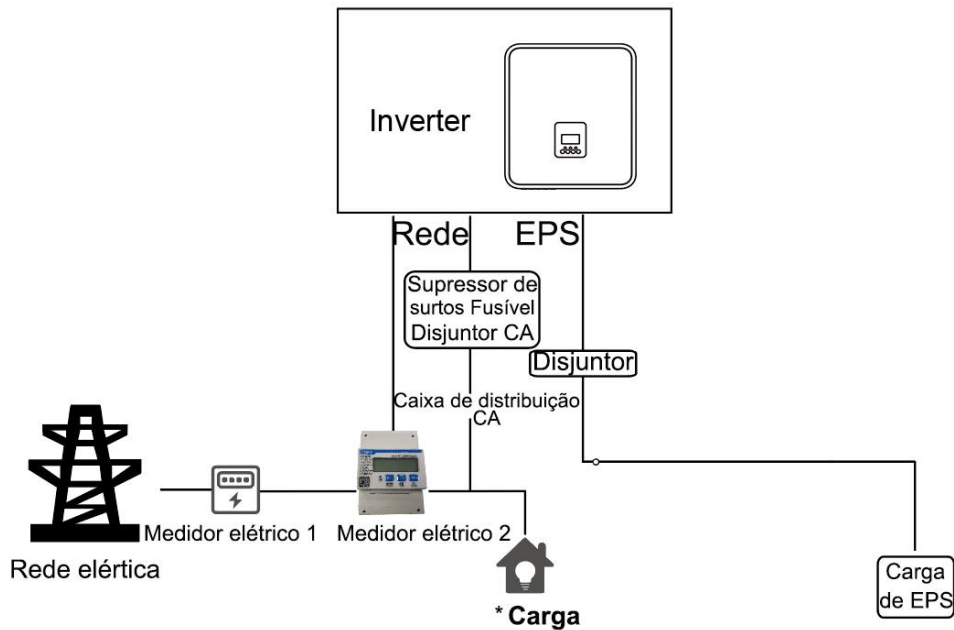 Inverter
Rede
EPS
Supressor de
surtos Fusível
Disjuntor CA
Disjuntor
Caixa de distribuição
CA
Medidor elétrico 1
Medidor elétrico 2
Rede elértica
* Carga
Carga
de EPS